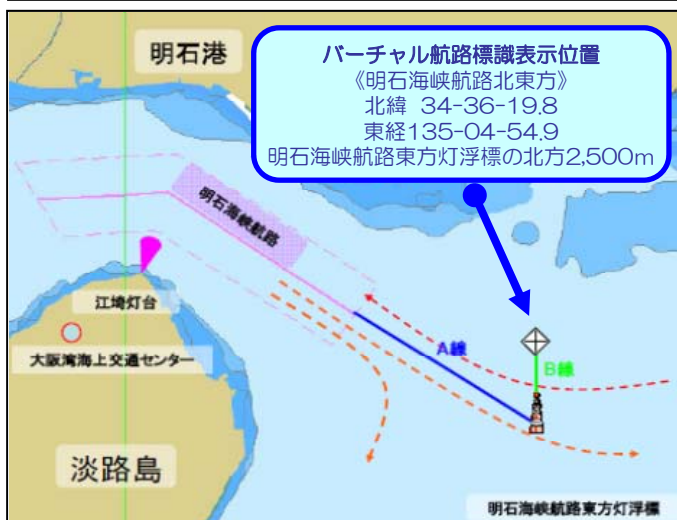 明石港
バーチャル航路標識表示位置
《明石海峡航路北東方》
北緯 34-36-19.8
東経135-04-54.9
明石海峡航路東方灯浮標の北方2,500m
明石海峡航路
江埼灯台
大阪湾海上交通センター
A線
B線
淡路島
明石海峡航路東方灯浮標